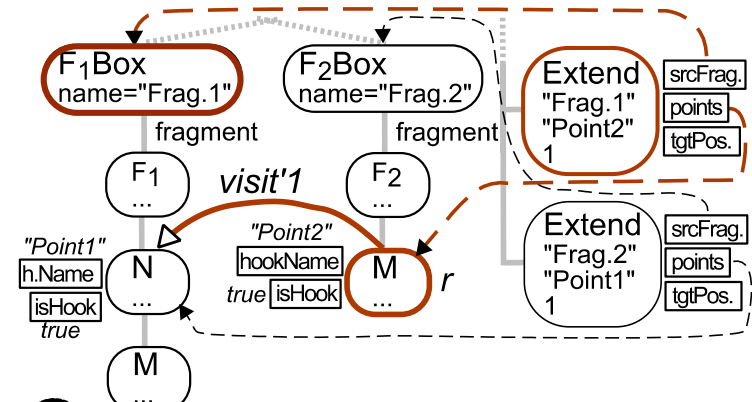 F1Box
name="Frag.1"
F2Box
name="Frag.2"
Extend
"Frag.1"
"Point2"
1
srcFrag.
points
tgtPos.
fragment
fragment
F1
...
visit'1
F2
...
"Point1"
h.Name
isHook
true
N
...
"Point2"
hookName
true
isHook
M
...
r
Extend
"Frag.2"
"Point1"
1
srcFrag.
points
tgtPos.
M
...